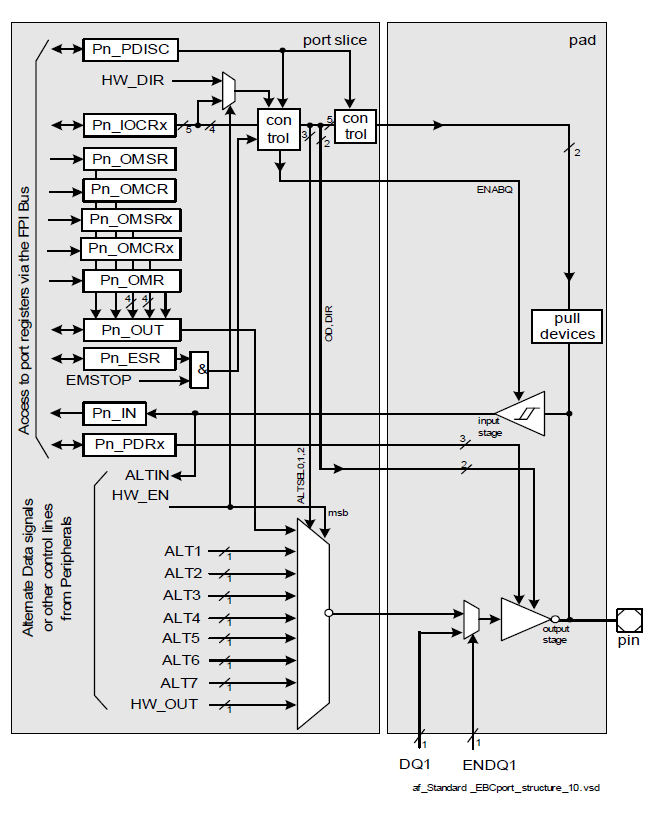 port slice
pad
Pn_PDISC
HW_DIR
Pn_IOCRx
5
4
con
trol
3
2
5
con
trol
2
Pn_OMSR
Pn_OMCR
Pn_OMSRx
Pn_OMCRx
Pn_OMR
4
4
Pn_OUT
Pn_ESR
&
EMSTOP
Pn_IN
Pn_PDRx
Access to port registers via the FPI Bus
ENABQ
OD, DIR
pull
devices
input
stage
3
2
ALTIN
HW_EN
ALTSEL0,1,2
msb
Alternate Data signals
or other control lines
from Peripherals
ALT1
1
ALT2
1
ALT3
1
ALT4
1
ALT5
1
ALT6
1
ALT7
1
HW_OUT
1
output
stage
pin
1
1
DQ1
ENDQ1
af_Standard _EBCport_structure_10.vsd